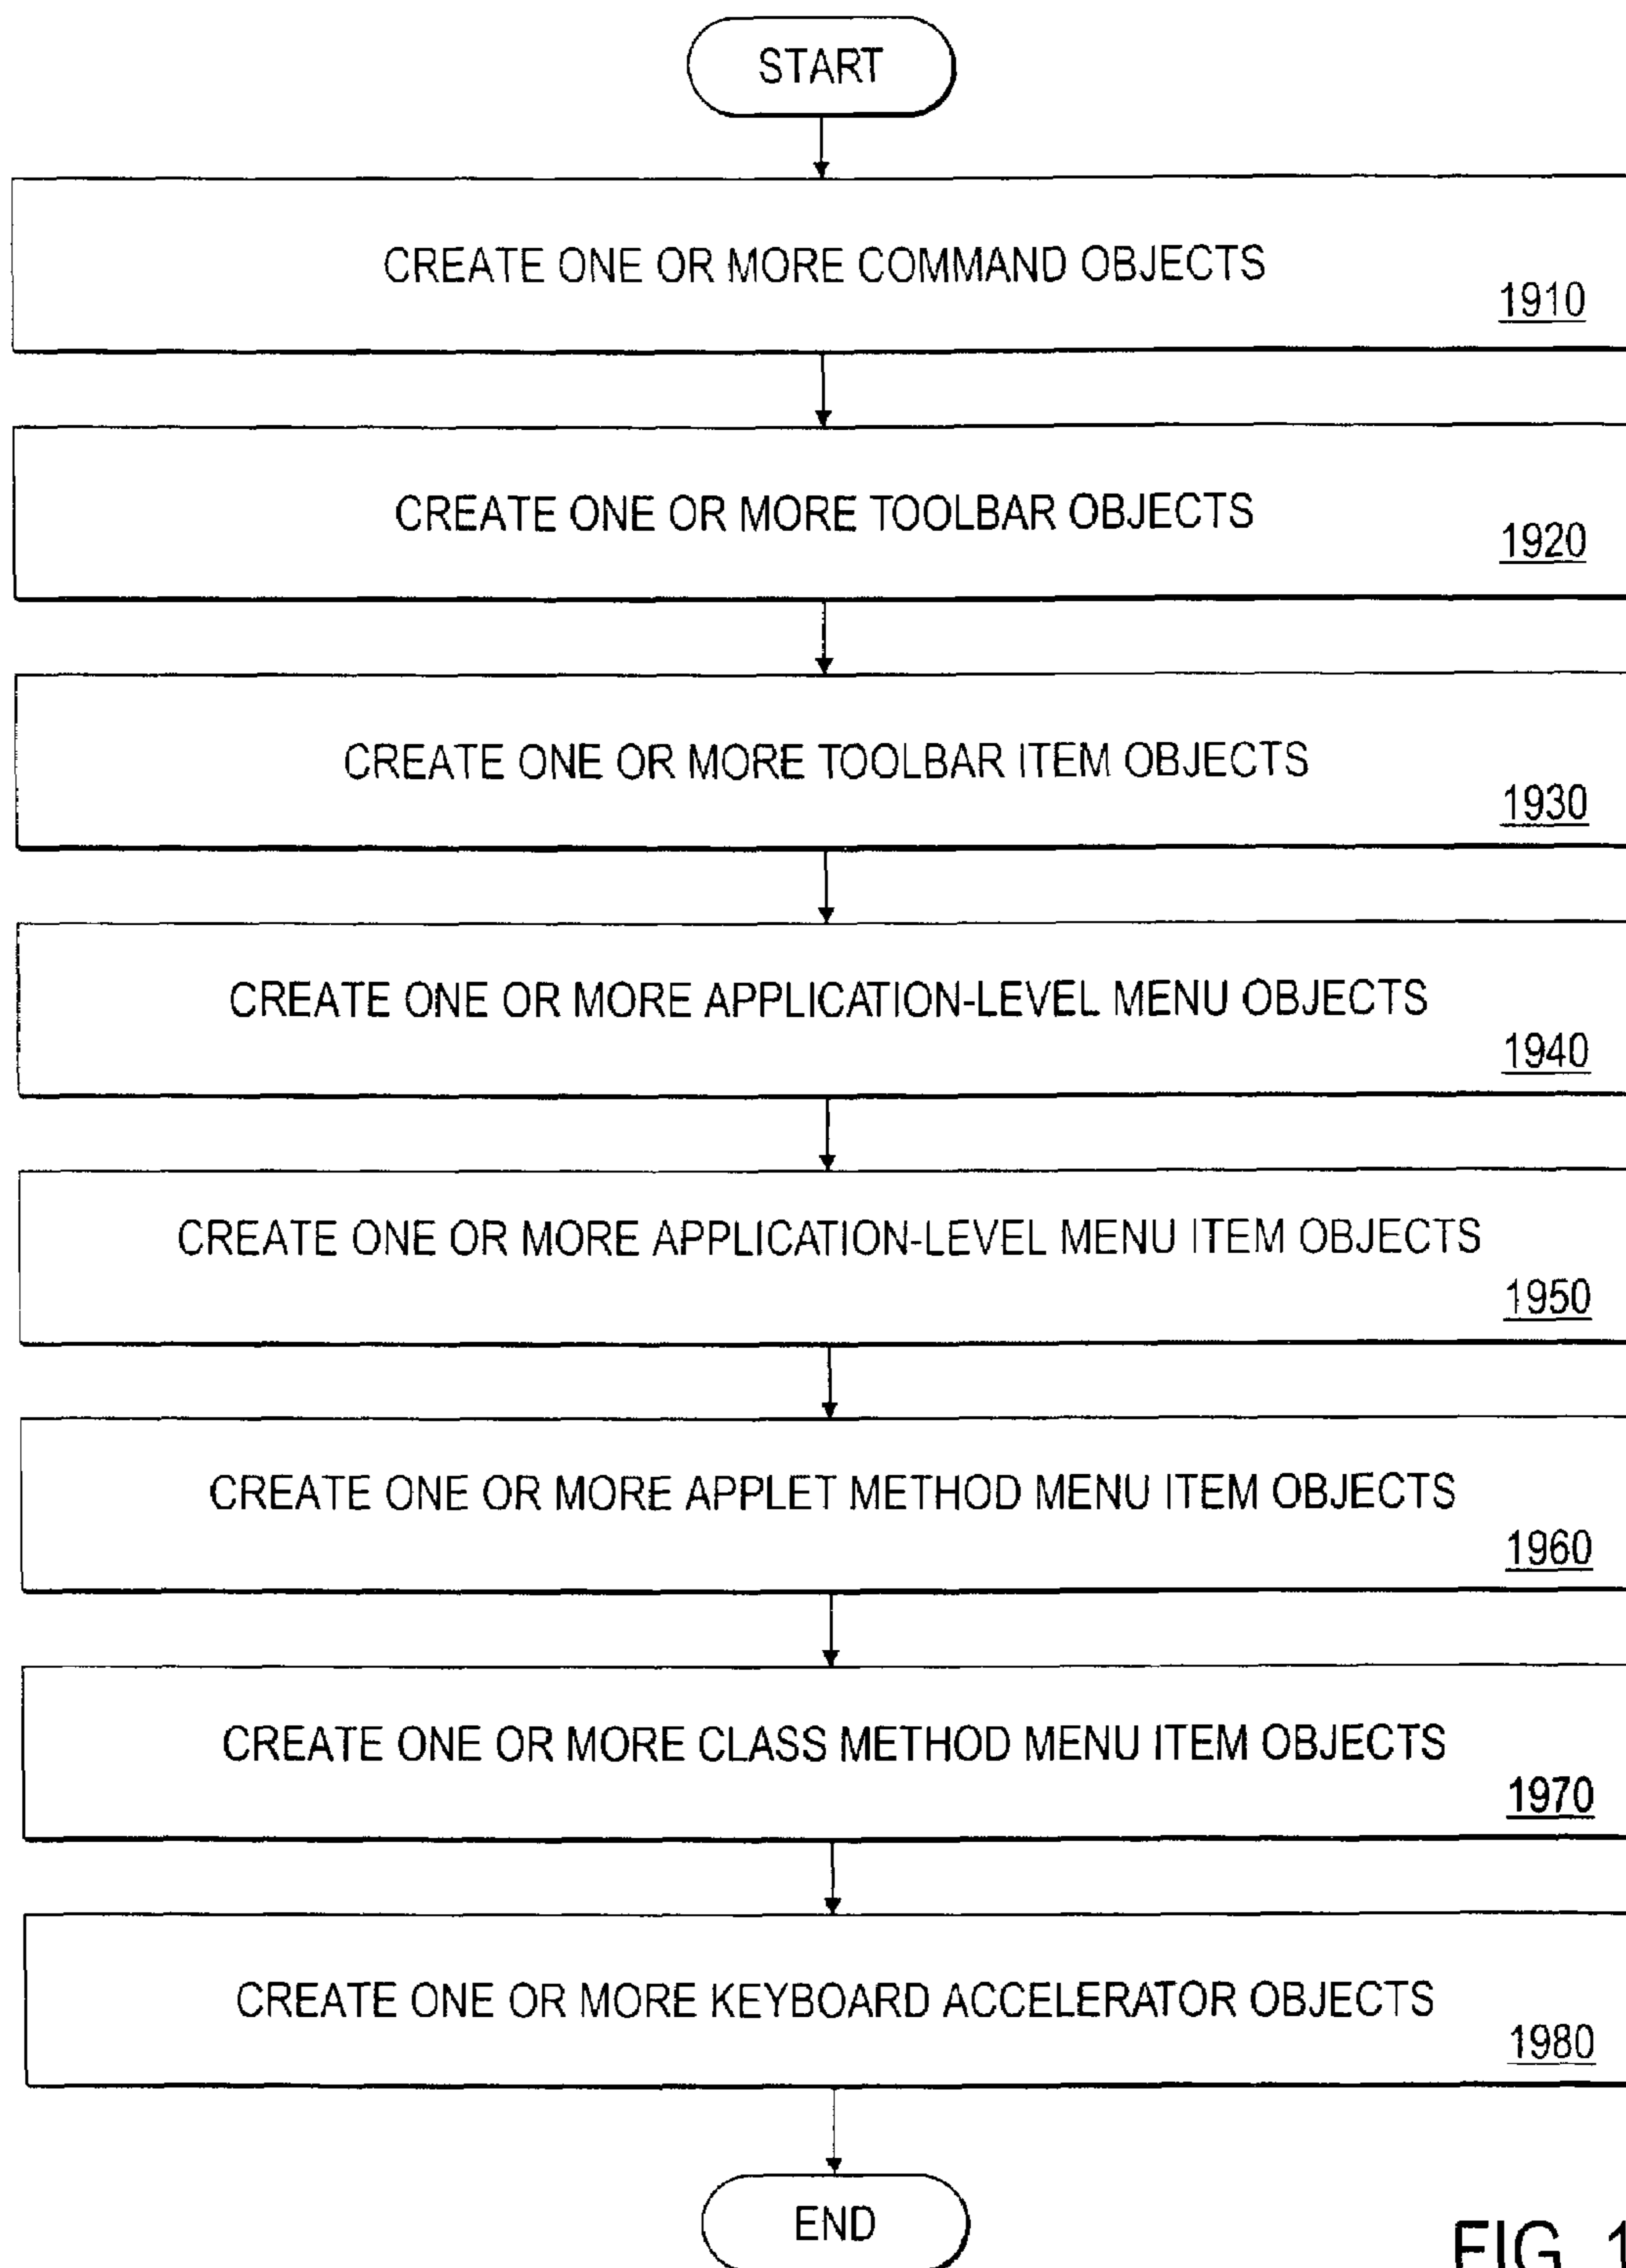 START
CREATE ONE OR MORE COMMAND OBJECTS
1910
CREATE ONE OR MORE TOOLBAR OBJECTS
1920
CREATE ONE OR MORE TOOLBAR ITEM OBJECTS
1930
CREATE ONE OR MORE APPLICATION-LEVEL MENU OBJECTS
1940
CREATE ONE OR MORE APPLICATION-LEVEL MENU ITEM OBJECTS
1950
CREATE ONE OR MORE APPLET METHOD MENU ITEM OBJECTS
1960
CREATE ONE OR MORE CLASS METHOD MENU ITEM OBJECTS
1970
CREATE ONE OR MORE KEYBOARD ACCELERATOR OBJECTS
1980
END
FIG. 1